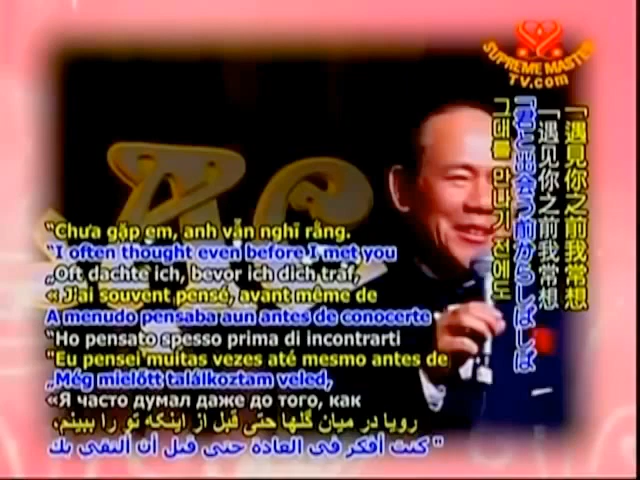 SUPREME MASTER
TV.com
「遇見你之前我常想
「遇见你之前我常想
「君と出会う前からしばしば
그대를 만나기 전에도
“Chưa gặp em, anh vẫn nghĩ rằng.
“I often thought even before I met you
„Oft dachte ich, bevor ich dich traf,
« J'ai souvent pensé, avant même de
A menudo pensaba aun antes de conocerte
“Ho pensato spesso prima di incontrarti
"Eu pensei muitas vezes até mesmo antes de
„Még mielőtt találkoztam veled,
«Я часто думал даже до того, как
رویا در میان گلها حتی قبل از اینکه تو را ببینم،
كنت أفكر في العادة حتى قبل أن ألتقي بك "